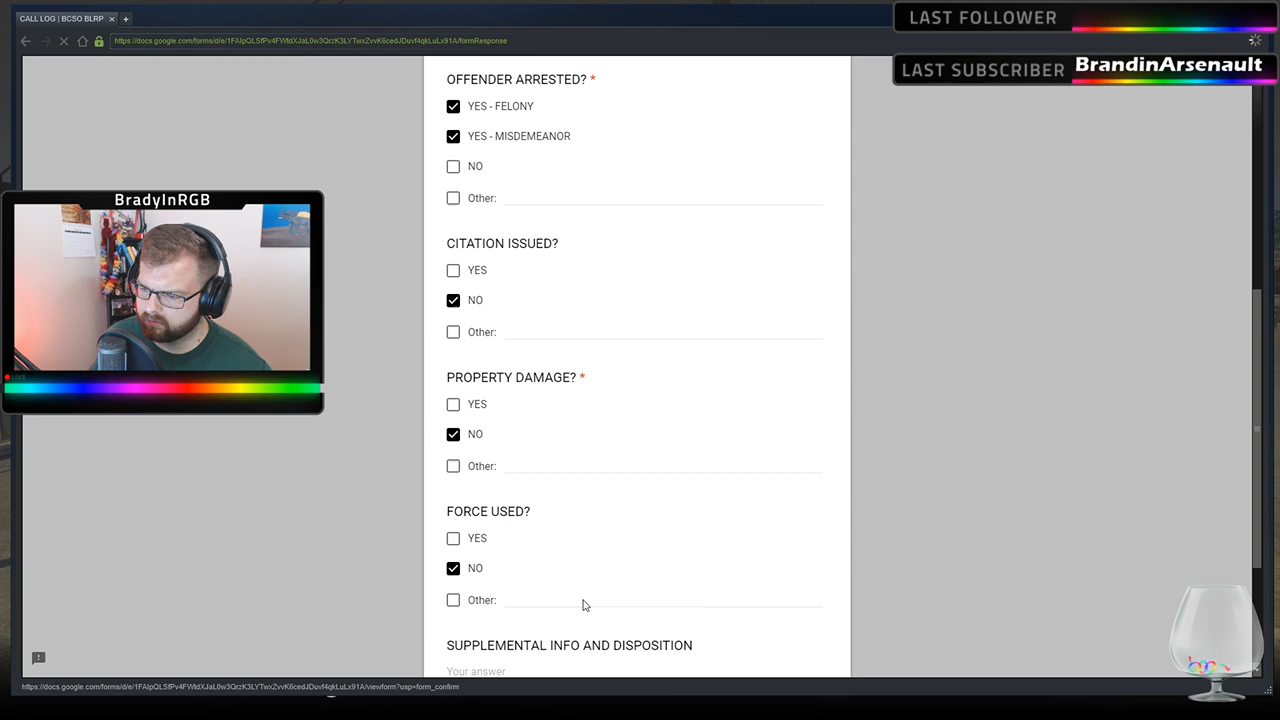 CALL LOG | BCSO BLRP
LAST FOLLOWER
LAST SUBSCRIBER BrandinArsenault
OFFENDER ARRESTED? *
YES - FELONY
YES - MISDEMEANOR
NO
Other:
BradyInRGB
LIVE
CITATION ISSUED?
YES
NO
Other:
PROPERTY DAMAGE? *
YES
NO
Other:
FORCE USED?
YES
NO
Other:
SUPPLEMENTAL INFO AND DISPOSITION
Your answer